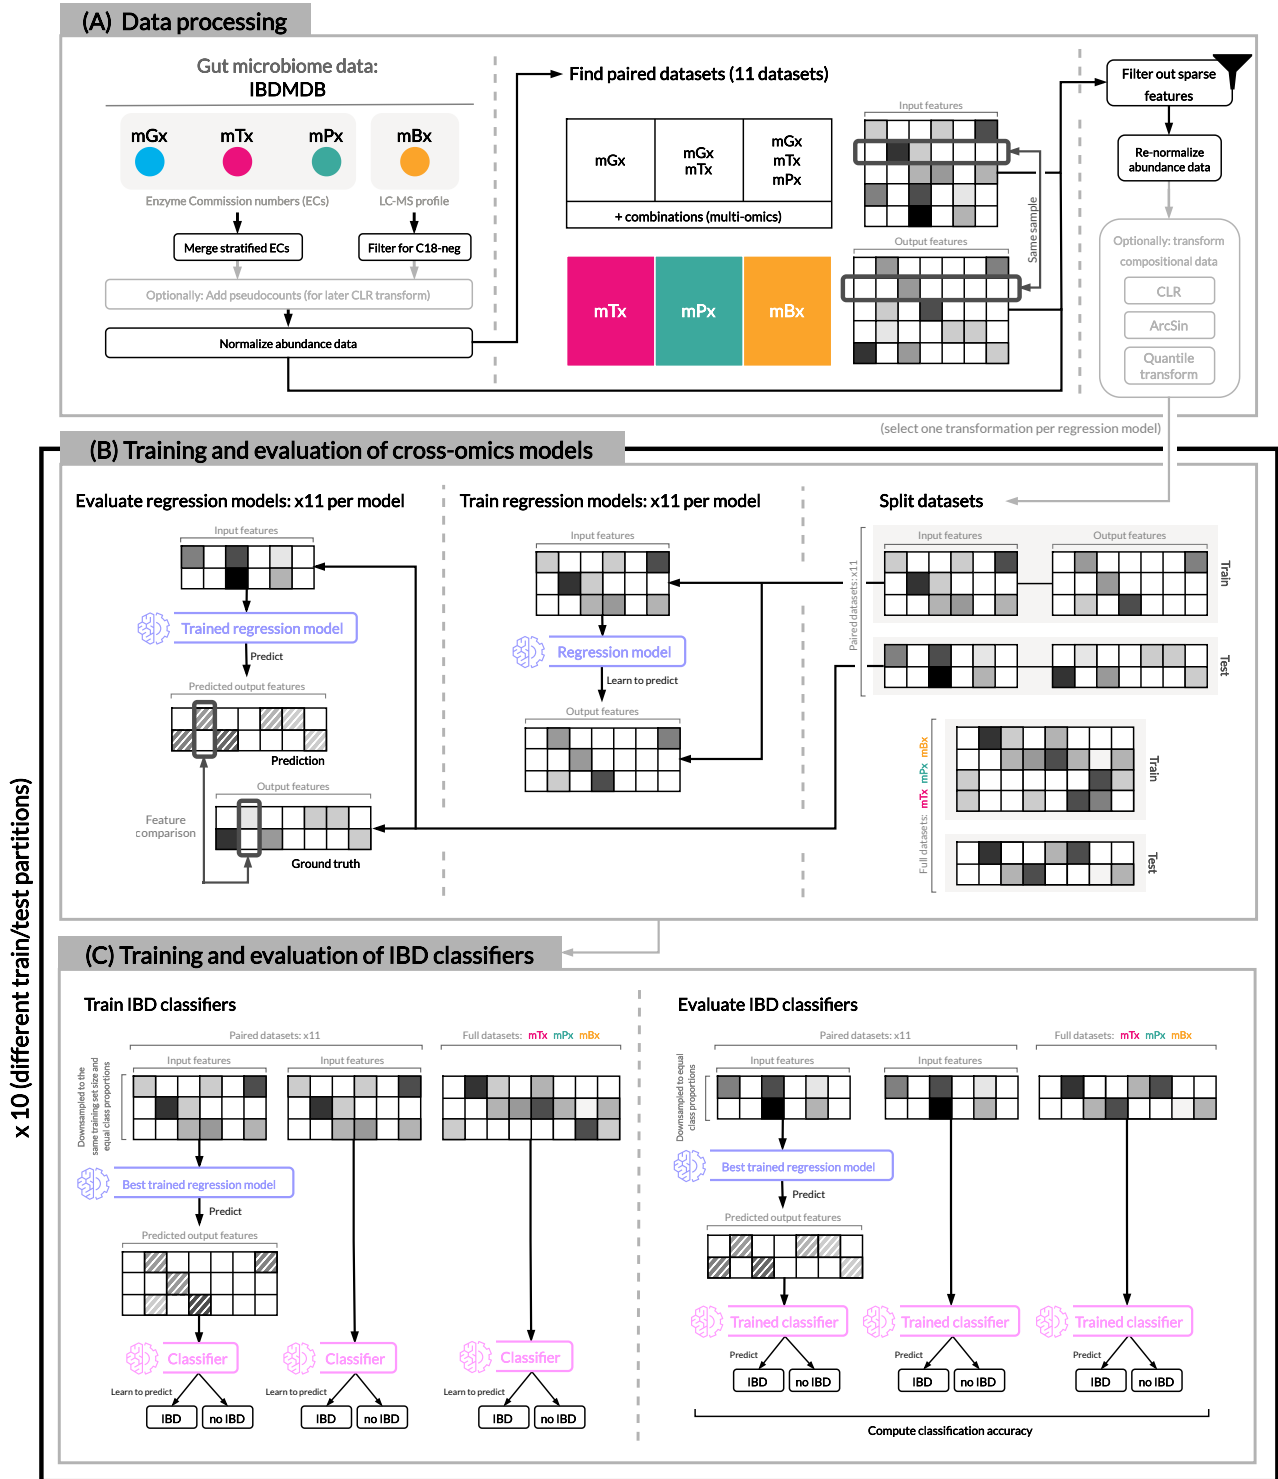 (A) Data processing
Gut microbiome data:
IBDMDB
mGx
mTx
mPx
mBx
Enzyme Commission numbers (ECs)
LC-MS profile
Merge stratified ECs
Filter for C18-neg
Optionally: Add pseudocounts (for later CLR transform)
Normalize abundance data
Find paired datasets (11 datasets)
mGx
mGx
mTx
mGx
mTx
mPx
+ combinations (multi-omics)
mTx
mPx
mBx
Input features
Output features
Same sample
Filter out sparse
features
Re-normalize
abundance data
Optionally: transform
compositional data
CLR
ArcSin
Quantile
transform
(select one transformation per regression model)
x 10 (different train/test partitions)
(B) Training and evaluation of cross-omics models
Evaluate regression models: x11 per model
Input features
Trained regression model
Predict
Predicted output features
Prediction
Output features
Feature
comparison
Ground truth
Train regression models: x11 per model
Input features
Regression model
Learn to predict
Output features
Split datasets
Paired datasets: x11
Input features
Output features
Train
Test
Full datasets: mTx mPx mBx
Train
Test
(C) Training and evaluation of IBD classifiers
Train IBD classifiers
Paired datasets: x11
Full datasets: mTx mPx mBx
Input features
Input features
Downsampled to the
same training set size and
equal class proportions
Best trained regression model
Predict
Predicted output features
Classifier
Classifier
Classifier
Learn to predict
Learn to predict
Learn to predict
IBD
no IBD
IBD
no IBD
IBD
no IBD
Evaluate IBD classifiers
Paired datasets: x11
Full datasets: mTx mPx mBx
Input features
Input features
Downsampled to equal
class proportions
Best trained regression model
Predict
Predicted output features
Trained classifier
Trained classifier
Trained classifier
Predict
Predict
Predict
IBD
no IBD
IBD
no IBD
IBD
no IBD
Compute classification accuracy